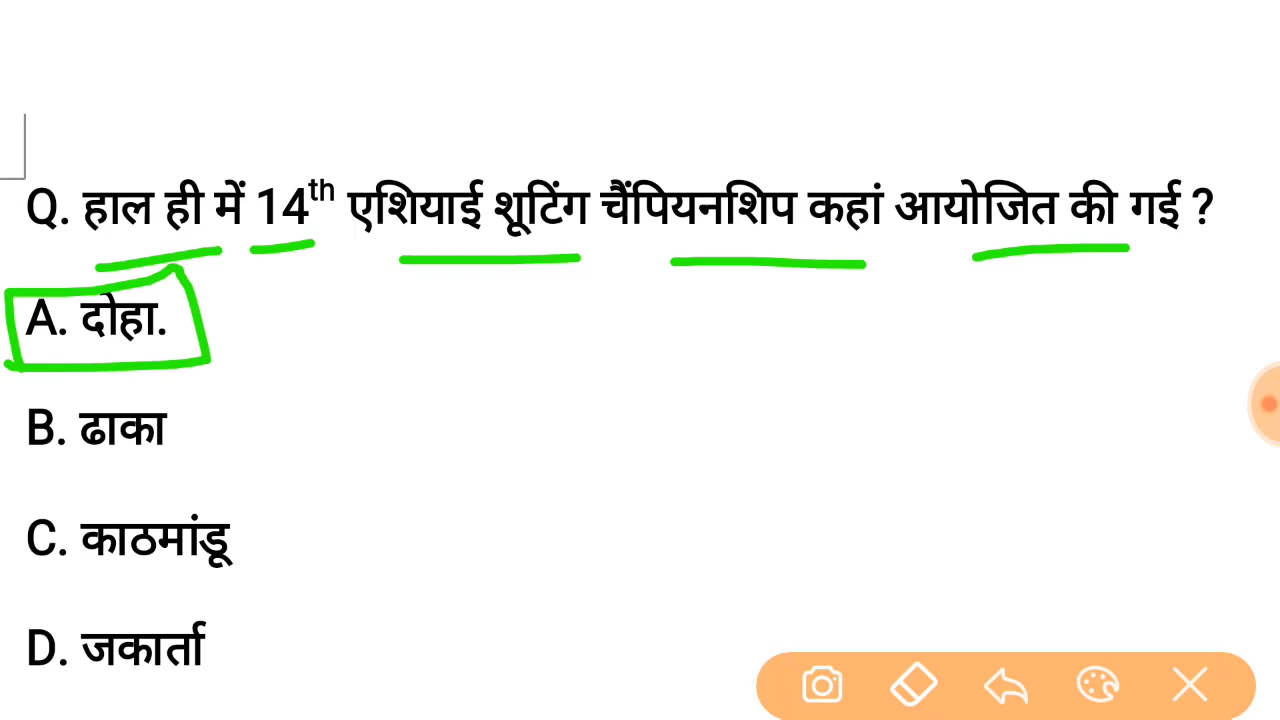 Q. हाल ही में 14th एशियाई शूटिंग चैंपियनशिप कहां आयोजित की गई ?
A. दोहा.
B. ढाका
C. काठमांडू
D. जकार्ता